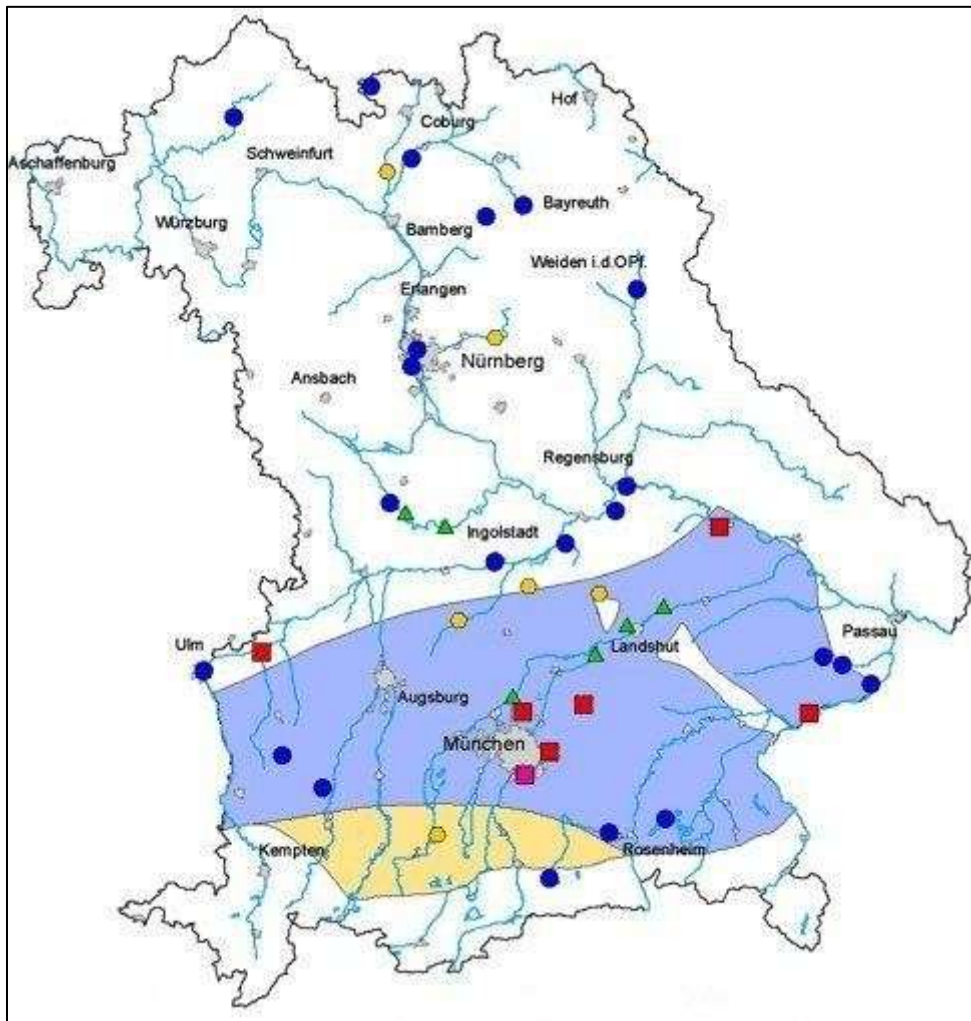 Hof
Coburg
Aschaffenburg
Schweinfurt
Bayreuth
Würzburg
Bamberg
Weiden i.d.OPf.
Erlangen
Nürnberg
Ansbach
Regensburg
Ingolstadt
Passau
Ulm
Landshut
Augsburg
München
Kempten
Rosenheim